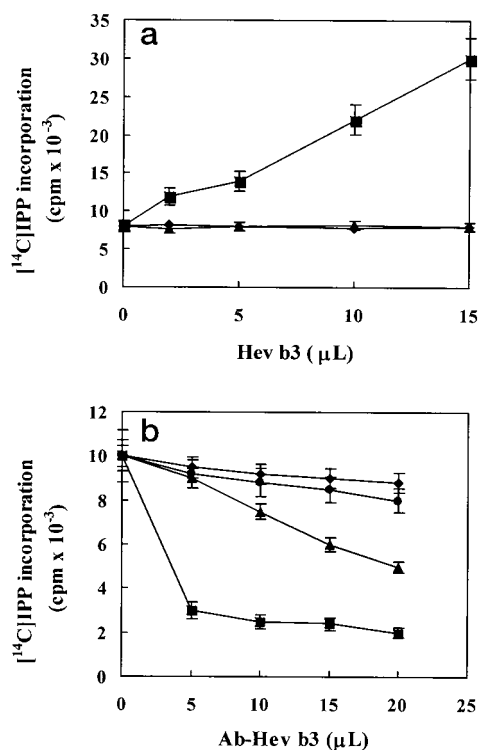 a
35
30
25
20
15
10
5
0
0 5 10 15
[¹⁴C]IPP incorporation
(cpm x 10⁻³)
Hev b3 ( μL)
b
12
10
8
6
4
2
0
0 5 10 15 20 25
[¹⁴C]IPP incorporation
(cpm x 10⁻³)
Ab-Hev b3 (μL)